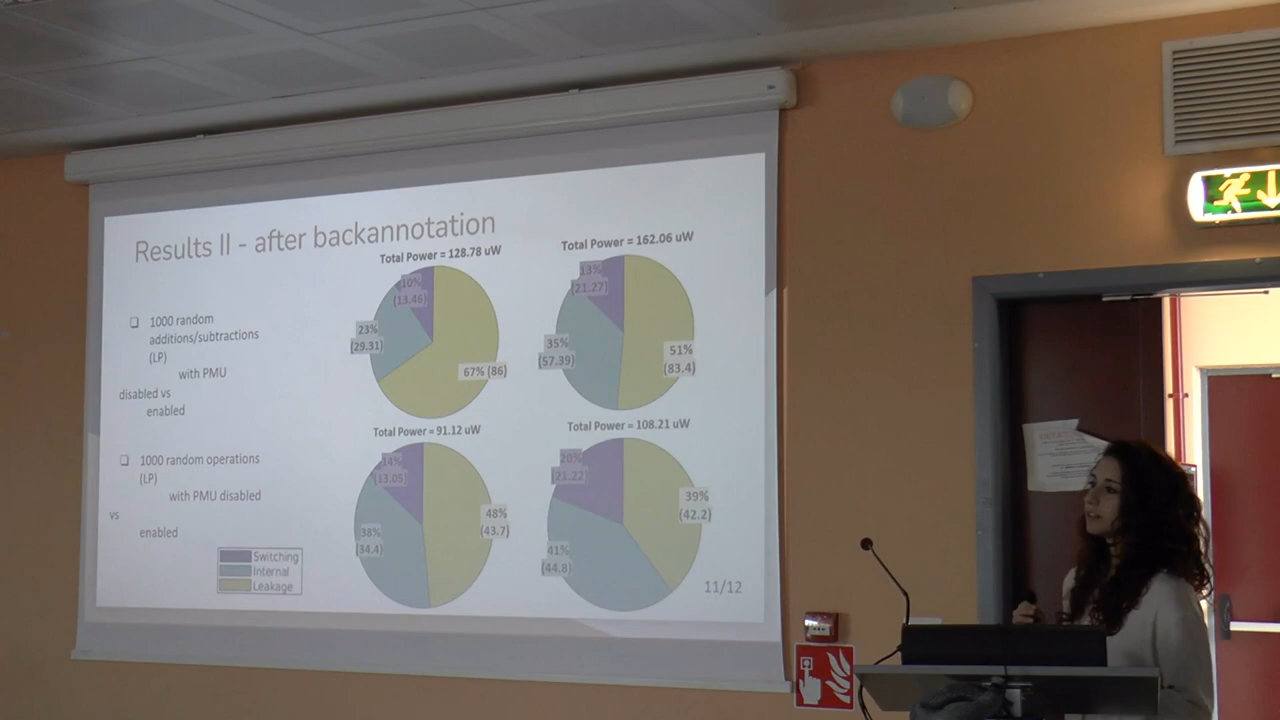 Results II - after backannotation
❑ 1000 random
additions/subtractions
(LP)
with PMU
disabled vs
enabled
❑ 1000 random operations
(LP)
with PMU disabled
vs
enabled
Switching
Internal
Leakage
Total Power = 128.78 uW
10%
(13.46)
23%
(29.31)
67% (86)
Total Power = 162.06 uW
13%
(21.27)
35%
(57.39)
51%
(83.4)
Total Power = 91.12 uW
14%
(13.05)
38%
(34.4)
48%
(43.7)
Total Power = 108.21 uW
20%
(21.22)
41%
(44.8)
39%
(42.2)
11/12